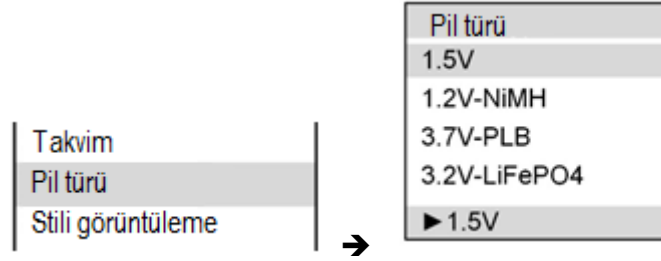 Takvim
Pil türü
Stili görüntüleme
➔
Pil türü
1.5V
1.2V-NiMH
3.7V-PLB
3.2V-LiFePO4
►1.5V